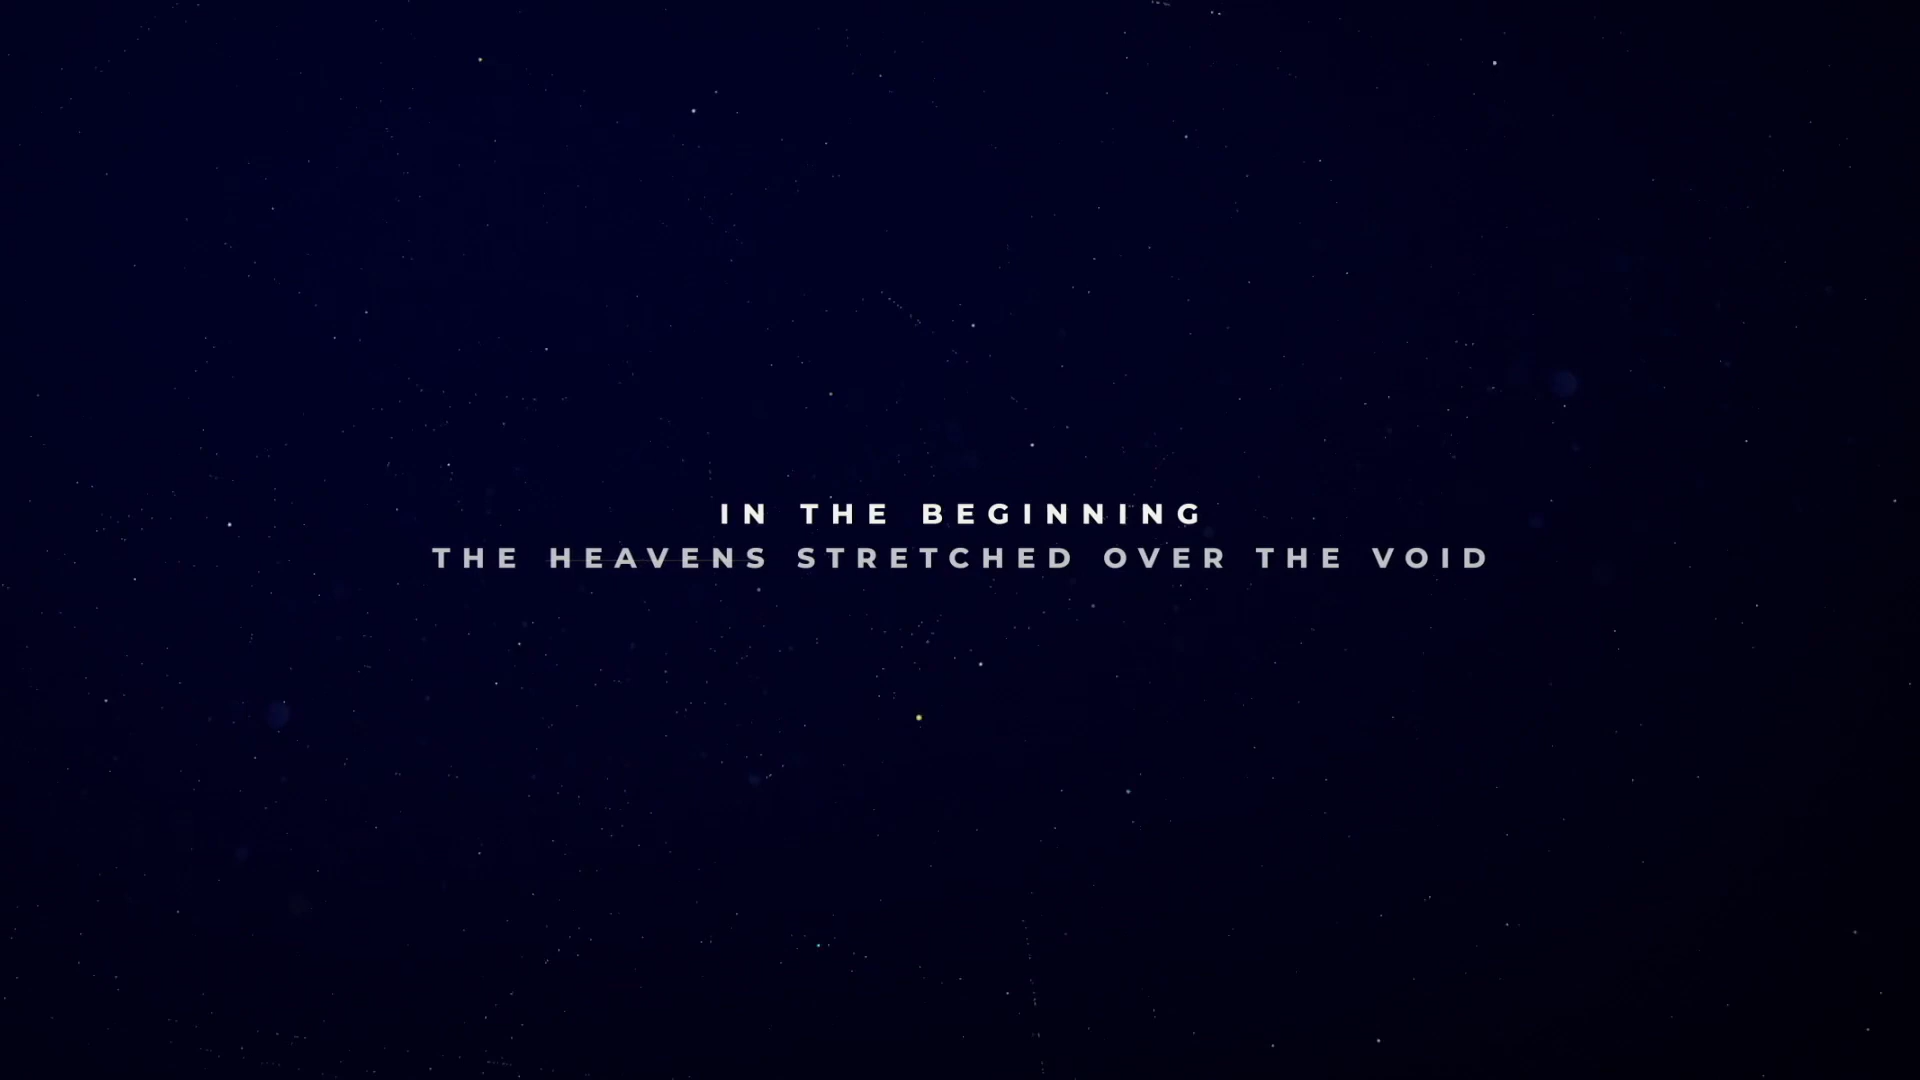 IN THE BEGINNING
THE HEAVENS STRETCHED OVER THE VOID